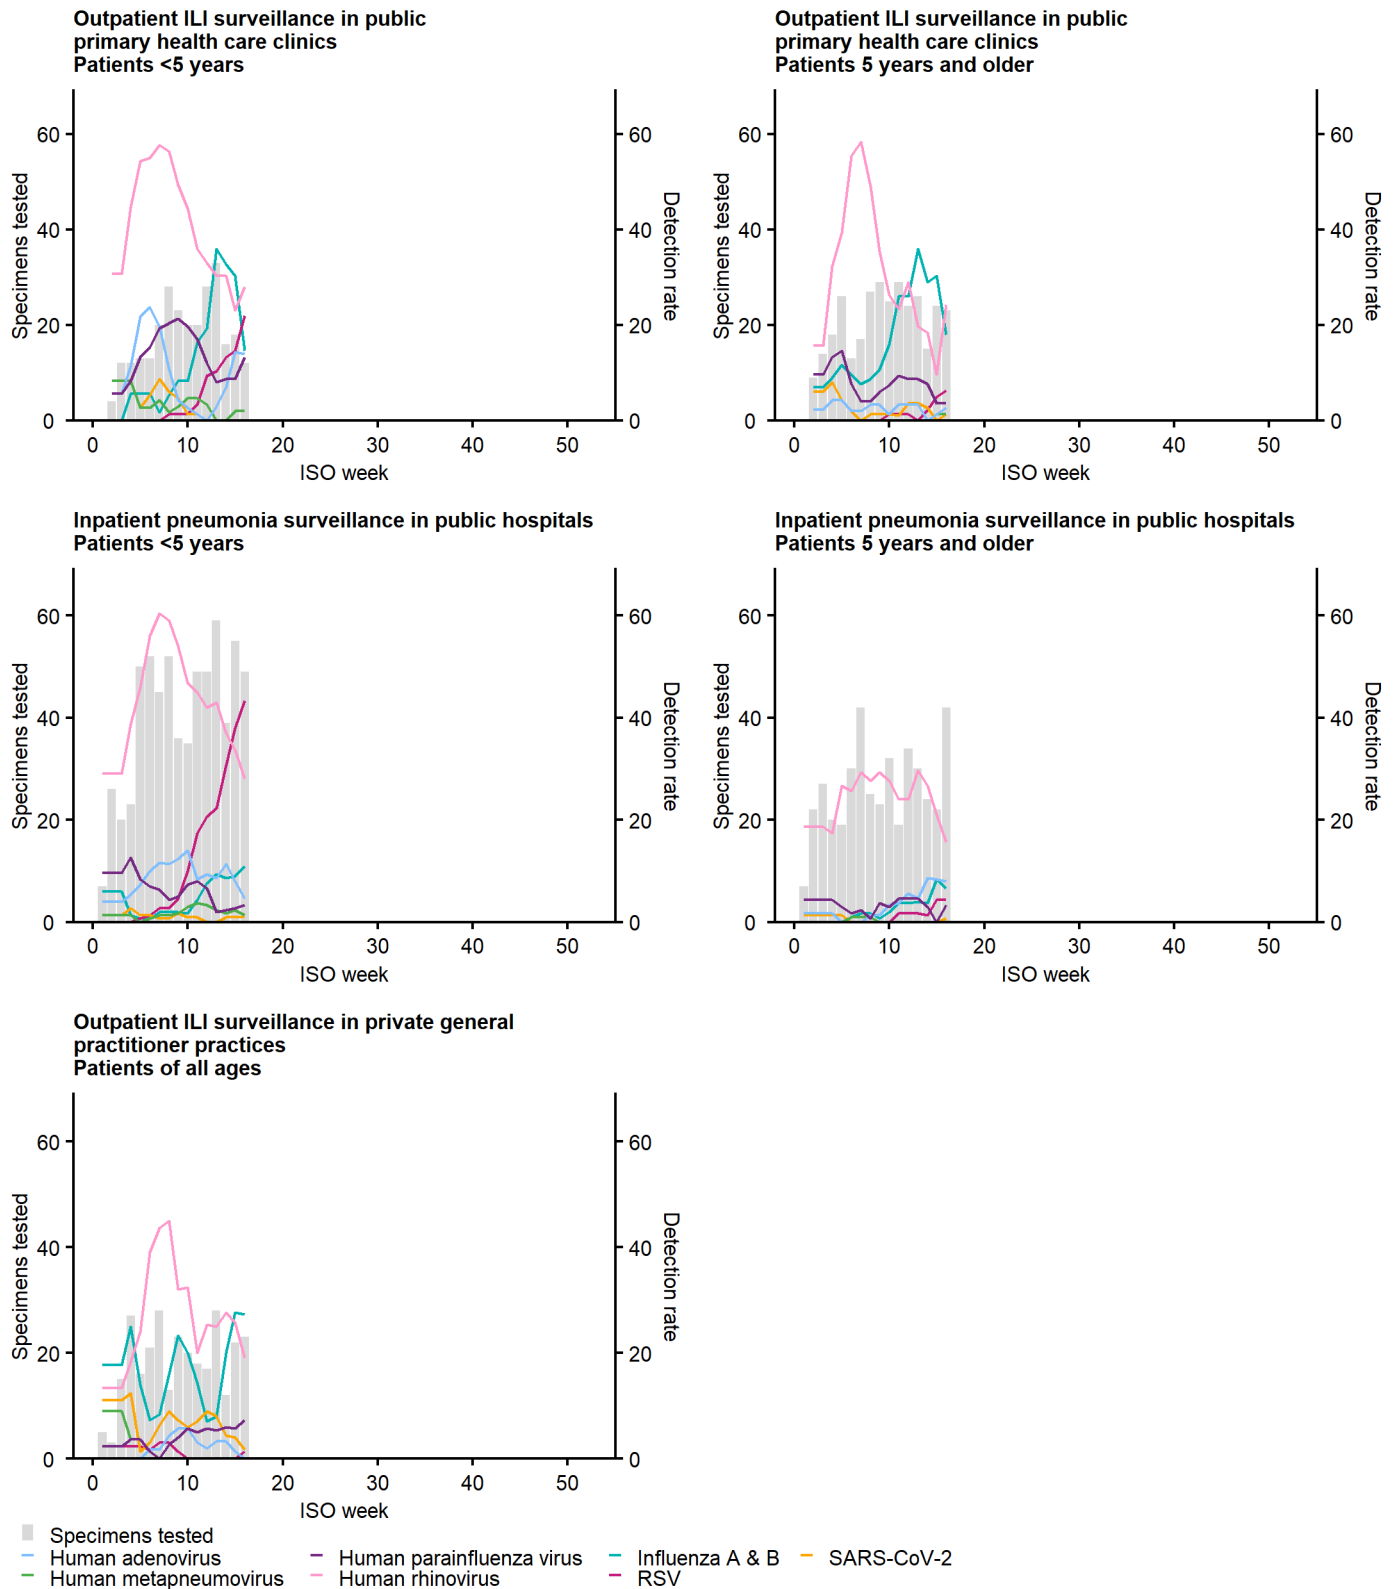 Outpatient ILI surveillance in public
primary health care clinics
Patients <5 years
60
40
20
0
60
40
20
0
Specimens tested
Detection rate
0 10 20 30 40 50
ISO week
Outpatient ILI surveillance in public
primary health care clinics
Patients 5 years and older
60
40
20
0
60
40
20
0
Specimens tested
Detection rate
0 10 20 30 40 50
ISO week
Inpatient pneumonia surveillance in public hospitals
Patients <5 years
60
40
20
0
60
40
20
0
Specimens tested
Detection rate
0 10 20 30 40 50
ISO week
Inpatient pneumonia surveillance in public hospitals
Patients 5 years and older
60
40
20
0
60
40
20
0
Specimens tested
Detection rate
0 10 20 30 40 50
ISO week
Outpatient ILI surveillance in private general
practitioner practices
Patients of all ages
60
40
20
0
60
40
20
0
Specimens tested
Detection rate
0 10 20 30 40 50
ISO week
Specimens tested
Human adenovirus Human parainfluenza virus Influenza A & B SARS-CoV-2
Human metapneumovirus Human rhinovirus RSV